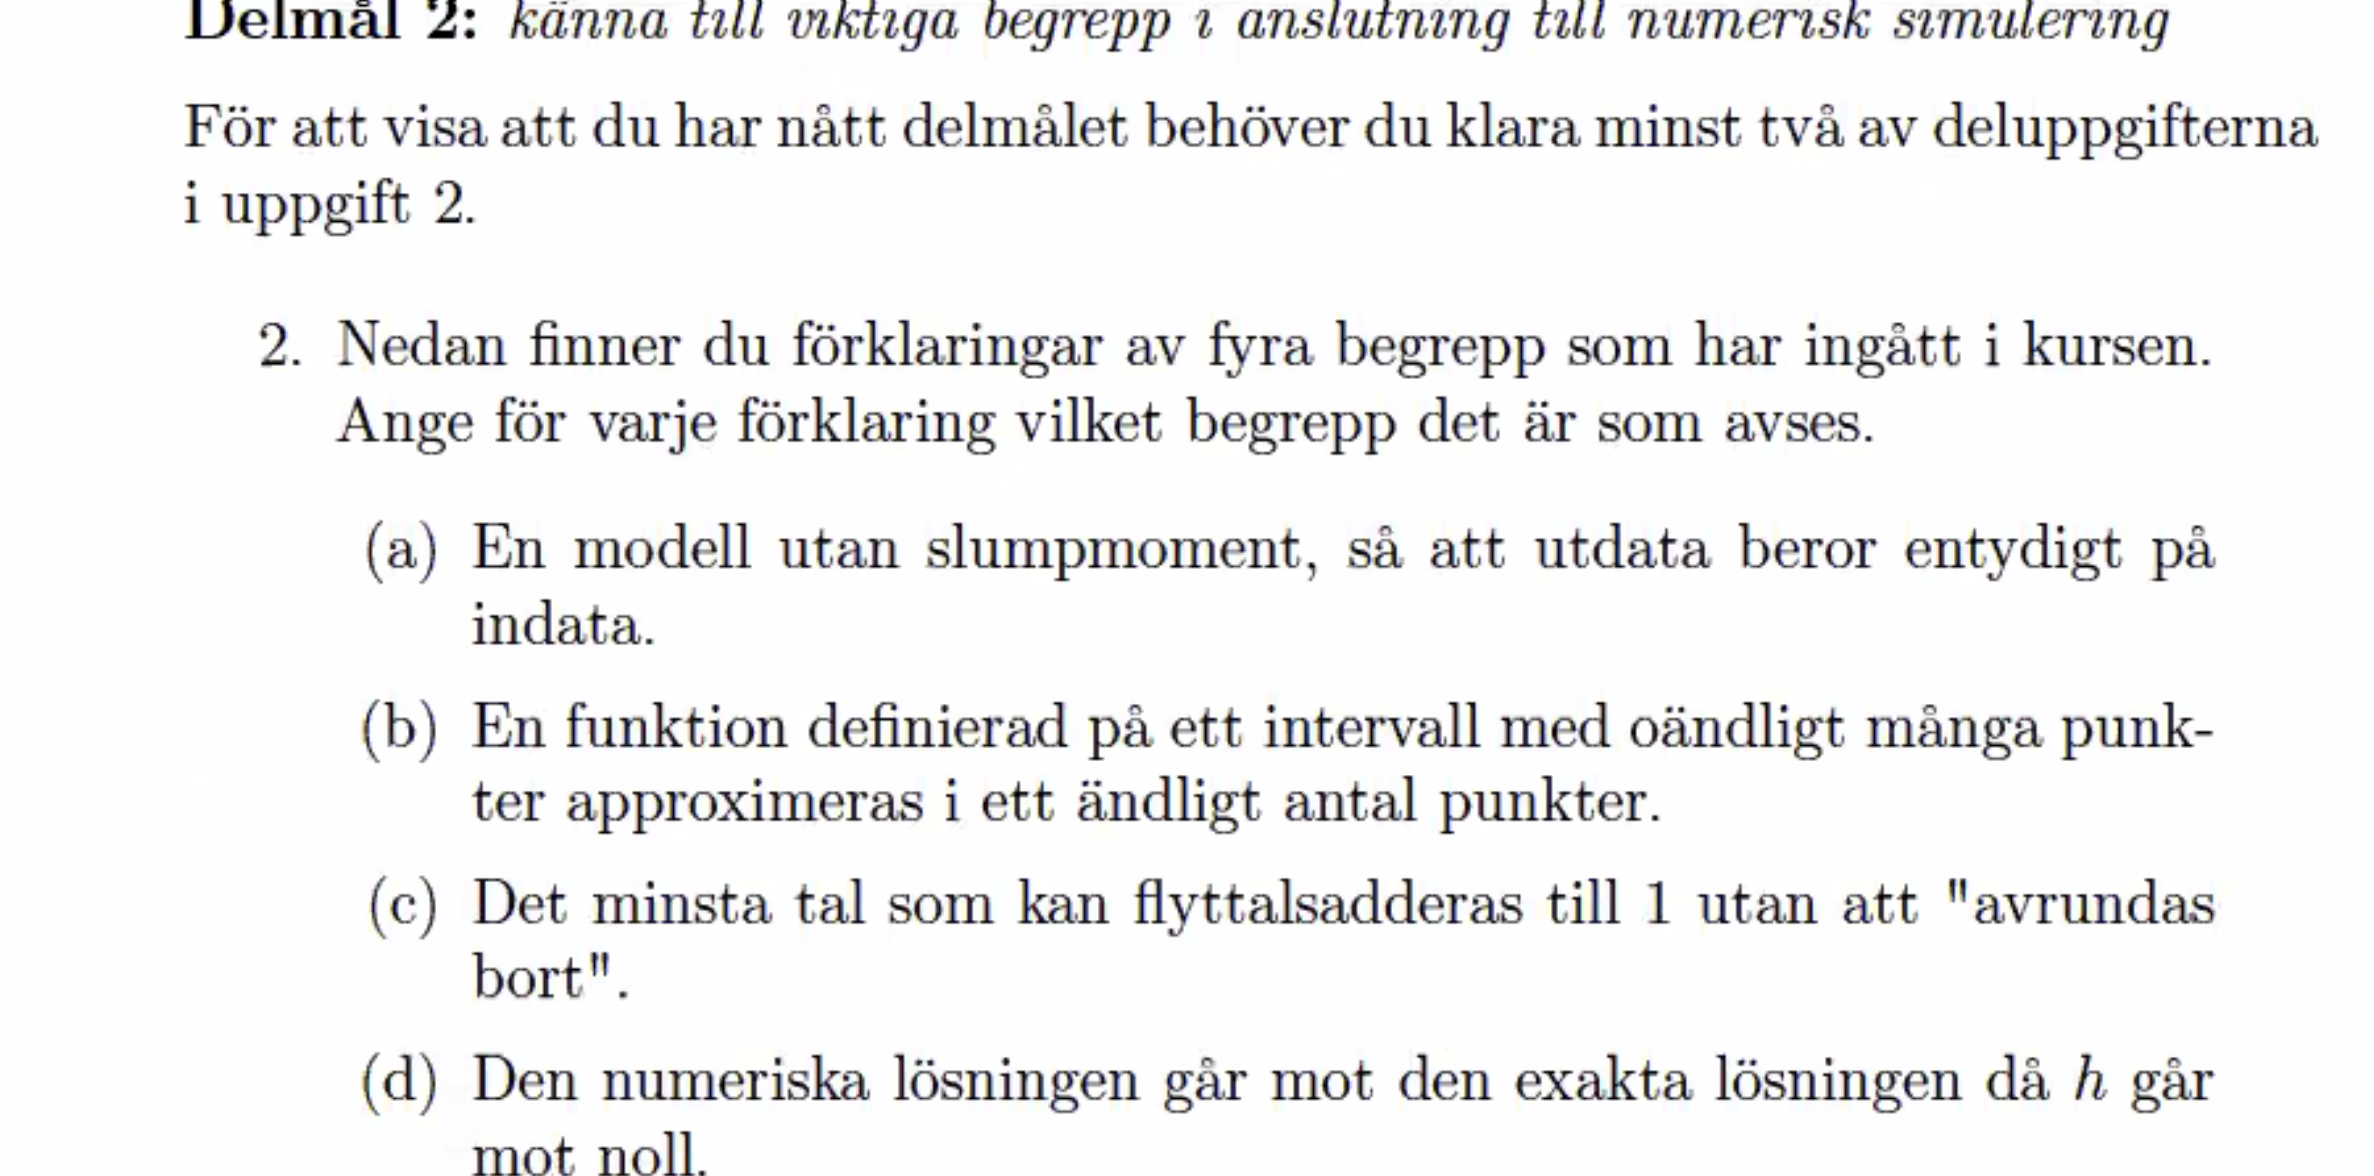 Delmål 2: känna till viktiga begrepp i anslutning till numerisk simulering
För att visa att du har nått delmålet behöver du klara minst två av deluppgifterna
i uppgift 2.
2. Nedan finner du förklaringar av fyra begrepp som har ingått i kursen.
Ange för varje förklaring vilket begrepp det är som avses.
(a) En modell utan slumpmoment, så att utdata beror entydigt på
indata.
(b) En funktion definierad på ett intervall med oändligt många punk-
ter approximeras i ett ändligt antal punkter.
(c) Det minsta tal som kan flyttalsadderas till 1 utan att "avrundas
bort".
(d) Den numeriska lösningen går mot den exakta lösningen då h går
mot noll.